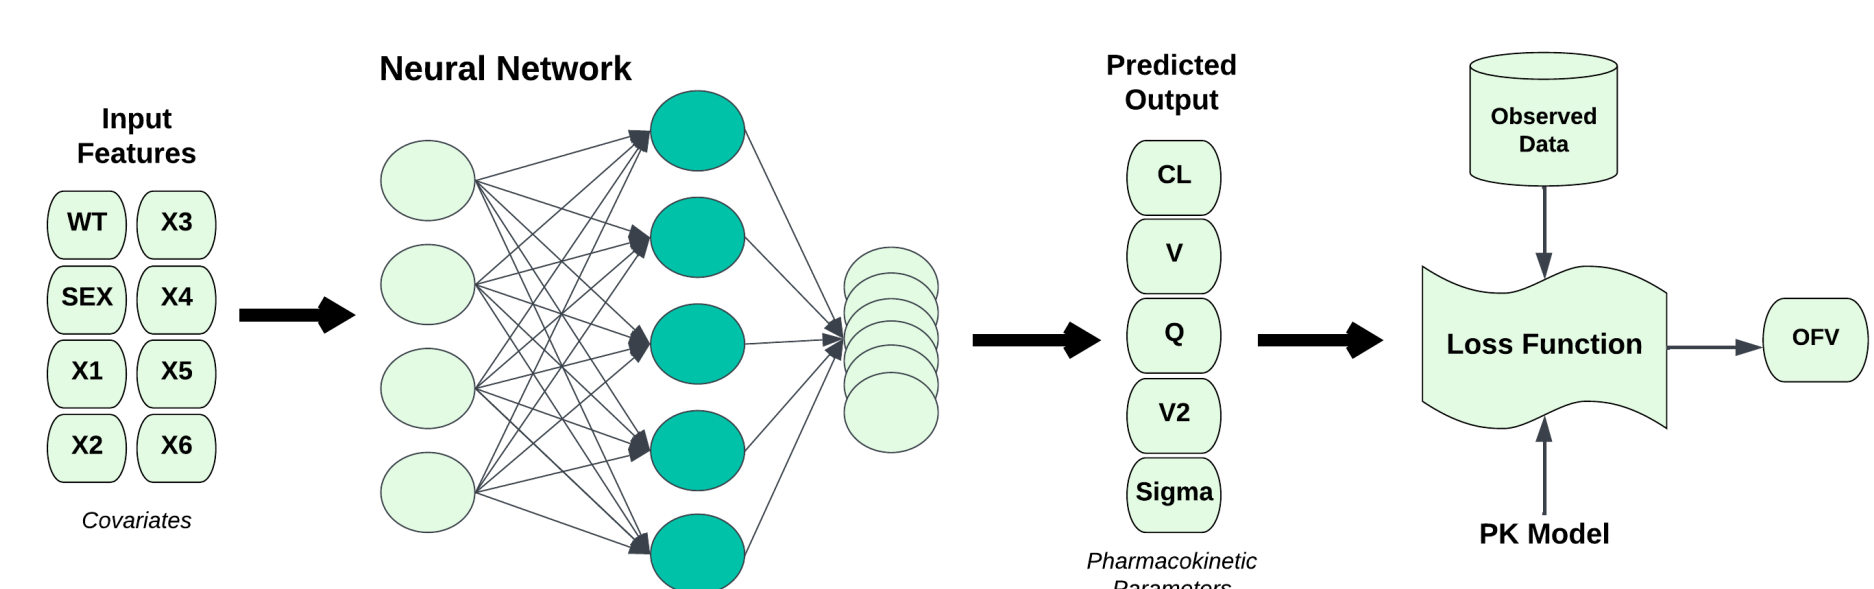 Neural Network
Input
Features
WT
X3
SEX
X4
X1
X5
X2
X6
Covariates
Predicted
Output
CL
V
Q
V2
Sigma
Pharmacokinetic
Parameters
Observed
Data
Loss Function
OFV
PK Model